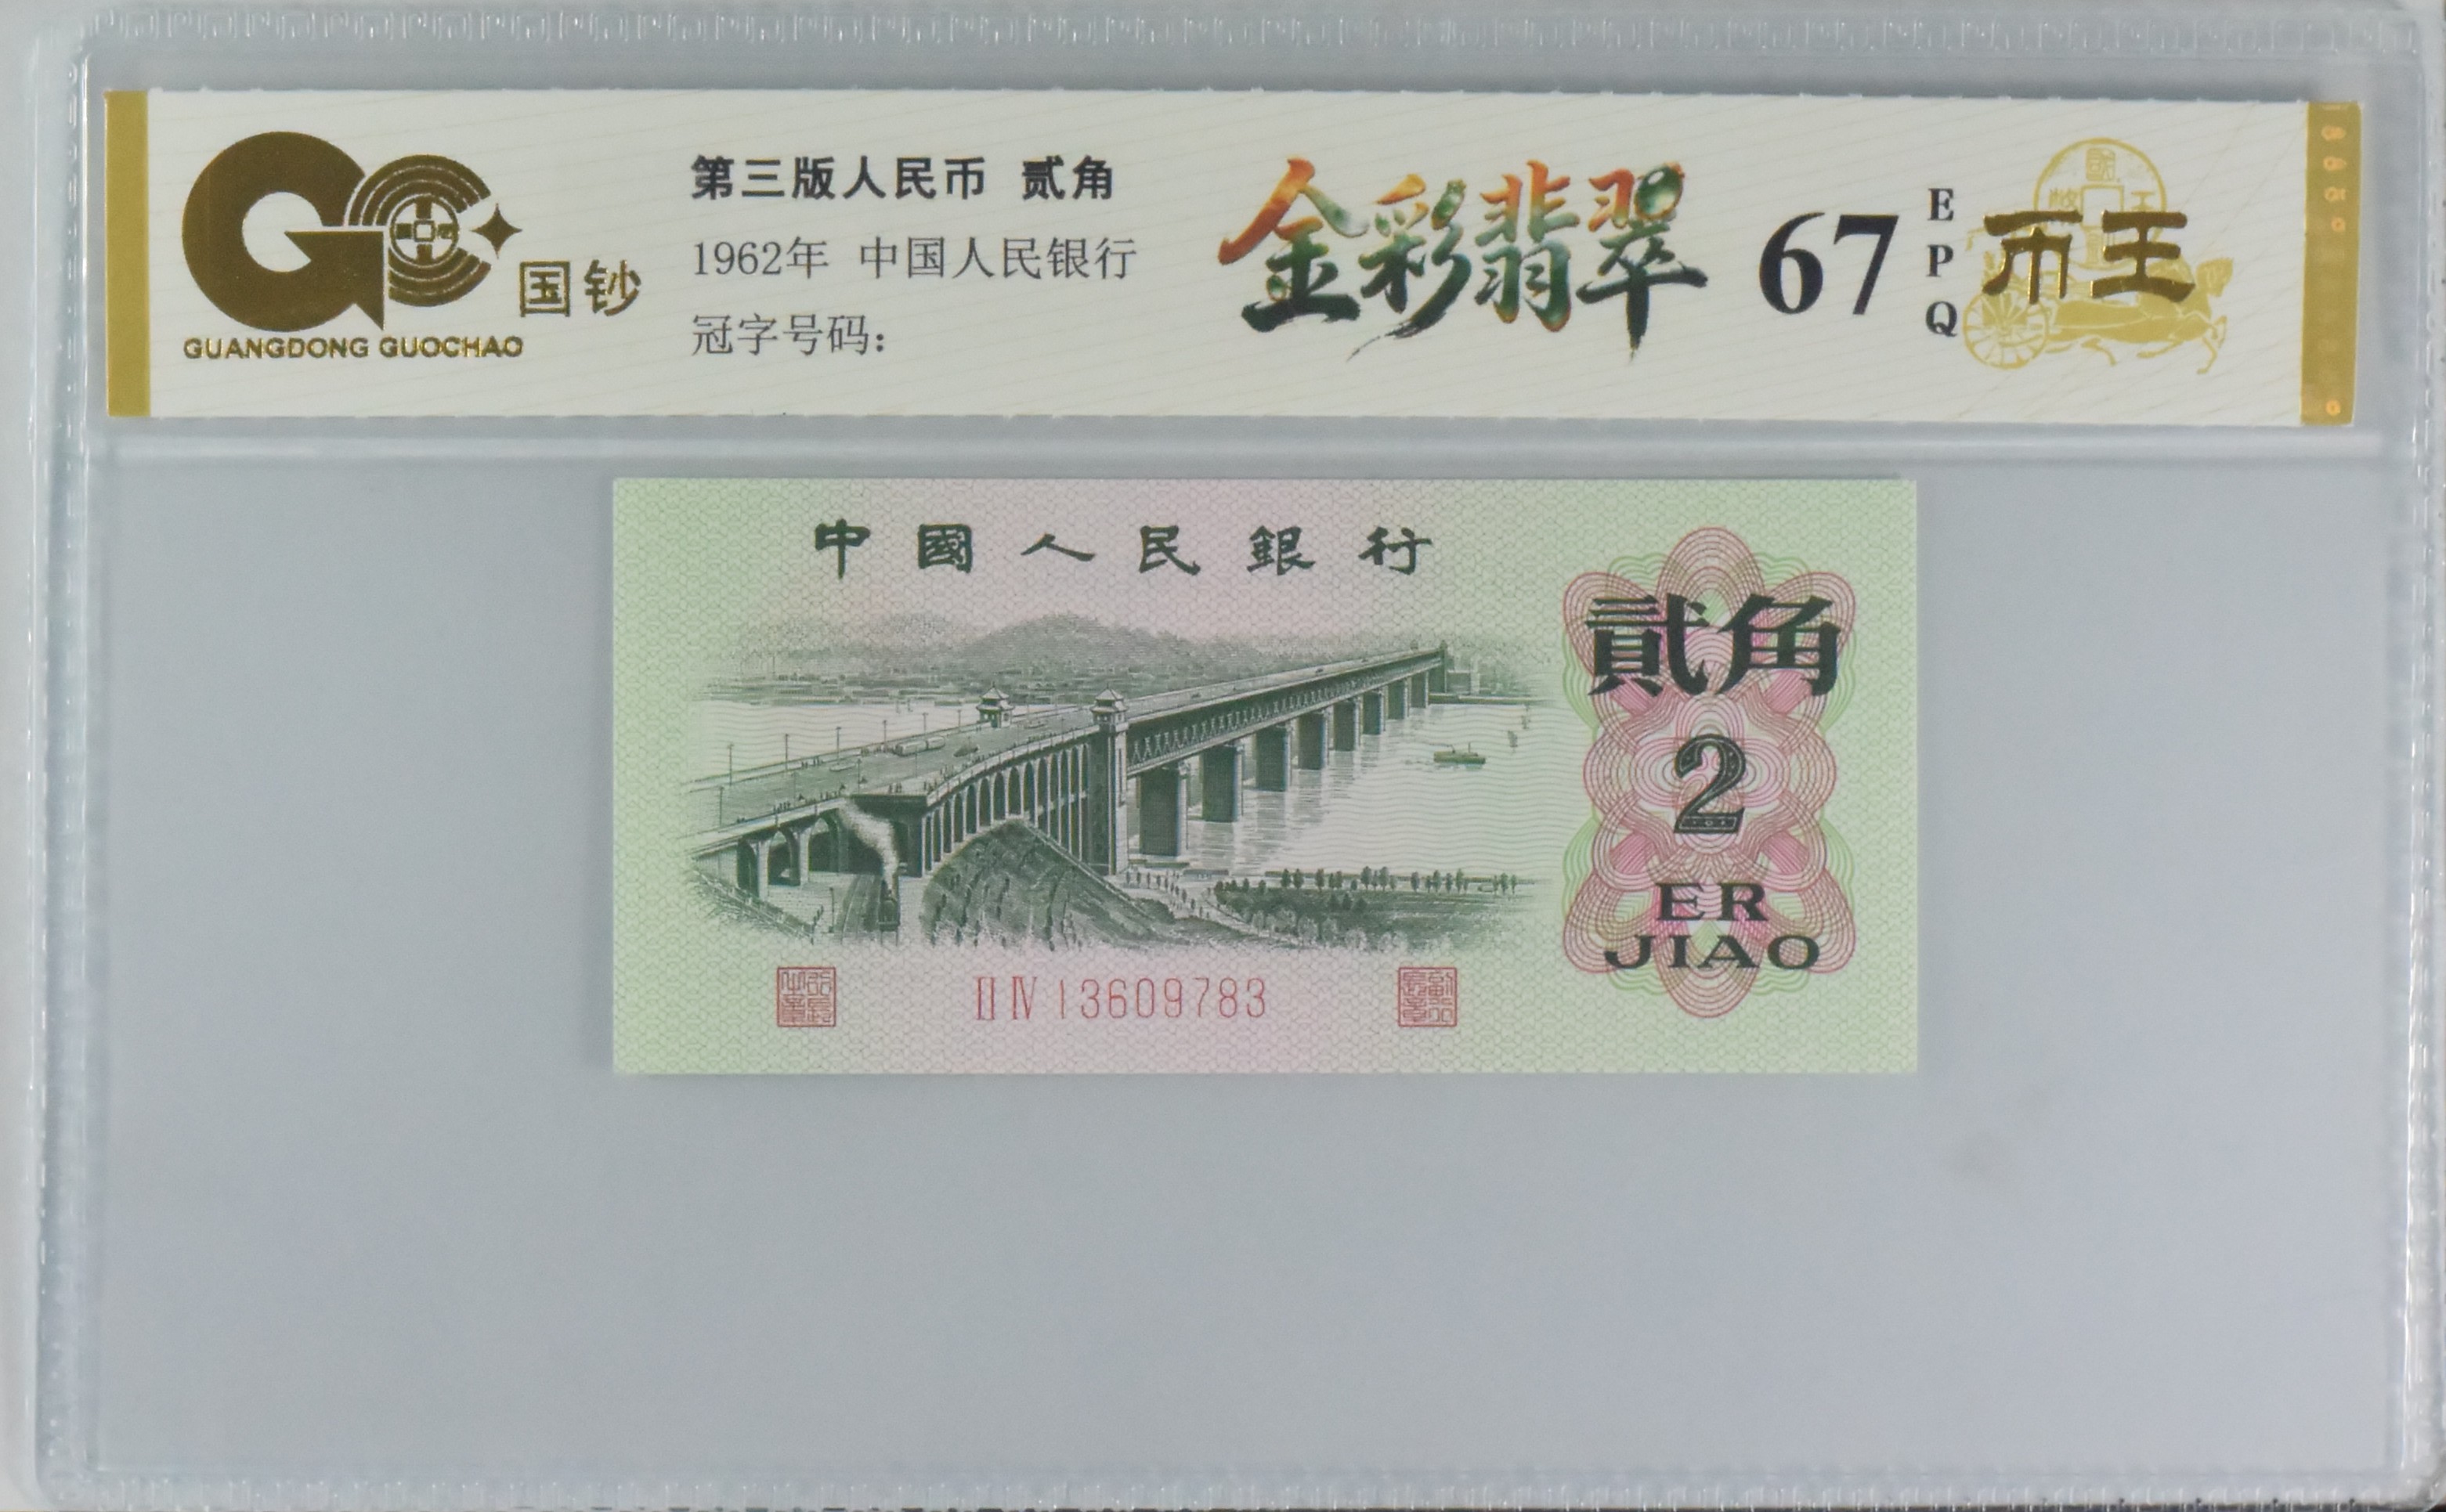 国钞
GUANGDONG GUOCHAO
第三版人民币 贰角
1962年 中国人民银行
冠字号码：
金彩翡翠
67
EPQ
币王
中國人民銀行
貳角
2
ER
JIAO
II IV 13609783